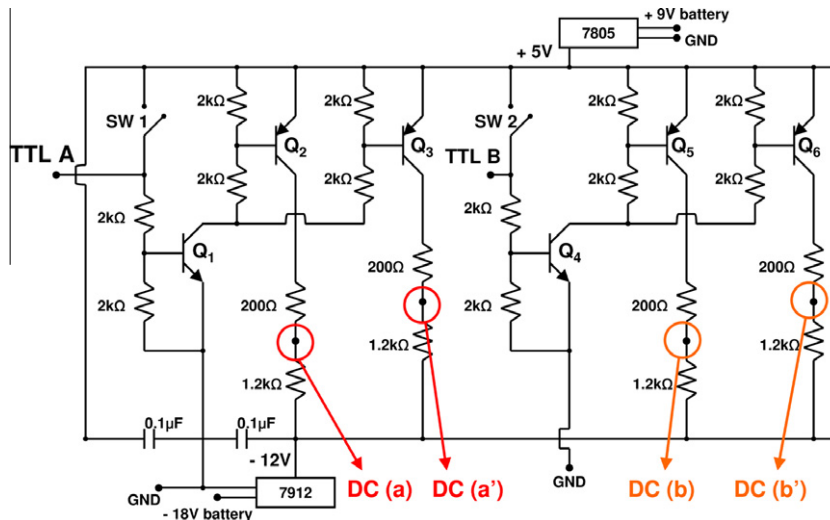 7805
+ 9V battery
GND
+ 5V
SW 1
2kΩ
2kΩ
SW 2
2kΩ
2kΩ
Q2
Q3
Q5
Q6
TTL A
2kΩ
2kΩ
TTL B
2kΩ
2kΩ
2kΩ
Q1
2kΩ
Q4
200Ω
200Ω
2kΩ
200Ω
2kΩ
200Ω
1.2kΩ
1.2kΩ
1.2kΩ
1.2kΩ
0.1µF
0.1µF
- 12V
GND
7912
- 18V battery
DC (a)
DC (a')
GND
DC (b)
DC (b')